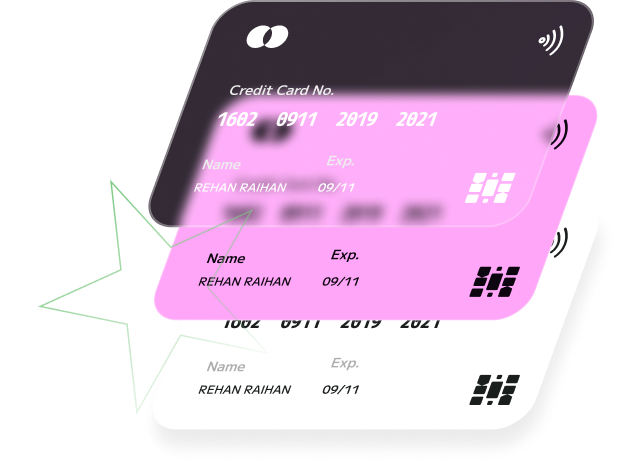 Credit Card No.
1602 0911 2019 2021
Name Exp.
REHAN RAIHAN 09/11
Name Exp.
REHAN RAIHAN 09/11
1602 0911 2019 2021
Name Exp.
REHAN RAIHAN 09/11